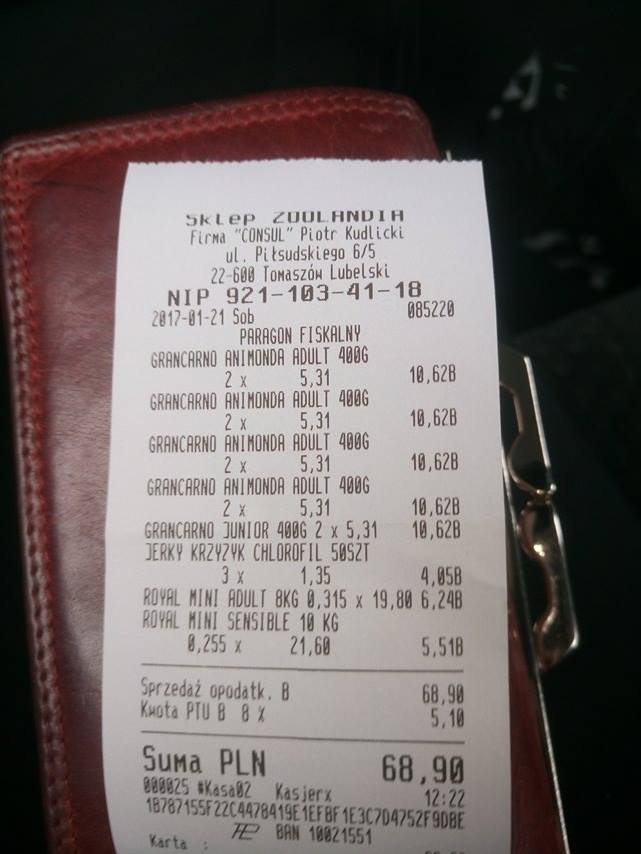 Sklep ZOOLANDIA
Firma "CONSUL" Piotr Kudlicki
ul. Piłsudskiego 6/5
22-600 Tomaszów Lubelski
NIP 921-103-41-18
2017-01-21 Sob 085220
PARAGON FISKALNY
GRANCARNO ANIMONDA ADULT 400G
2 x 5,31 10,62B
GRANCARNO ANIMONDA ADULT 400G
2 x 5,31 10,62B
GRANCARNO ANIMONDA ADULT 400G
2 x 5,31 10,62B
GRANCARNO ANIMONDA ADULT 400G
2 x 5,31 10,62B
GRANCARNO JUNIOR 400G 2 x 5,31 10,62B
JERKY KRZYZYK CHLOROFIL 50SZT
3 x 1,35 4,05B
ROYAL MINI ADULT 8KG 0,315 x 19,80 6,24B
ROYAL MINI SENSIBLE 10 KG
0,255 x 21,60 5,51B
Sprzedaż opodatk. B 68,90
Kwota PTU B 8 % 5,10
Suma PLN 68,90
000025 #Kasa02 Kasjerx 12:22
1B787155F22C4478419E1EFBF1E3C7D4752F9DBE
BAN 10021551
Karta :